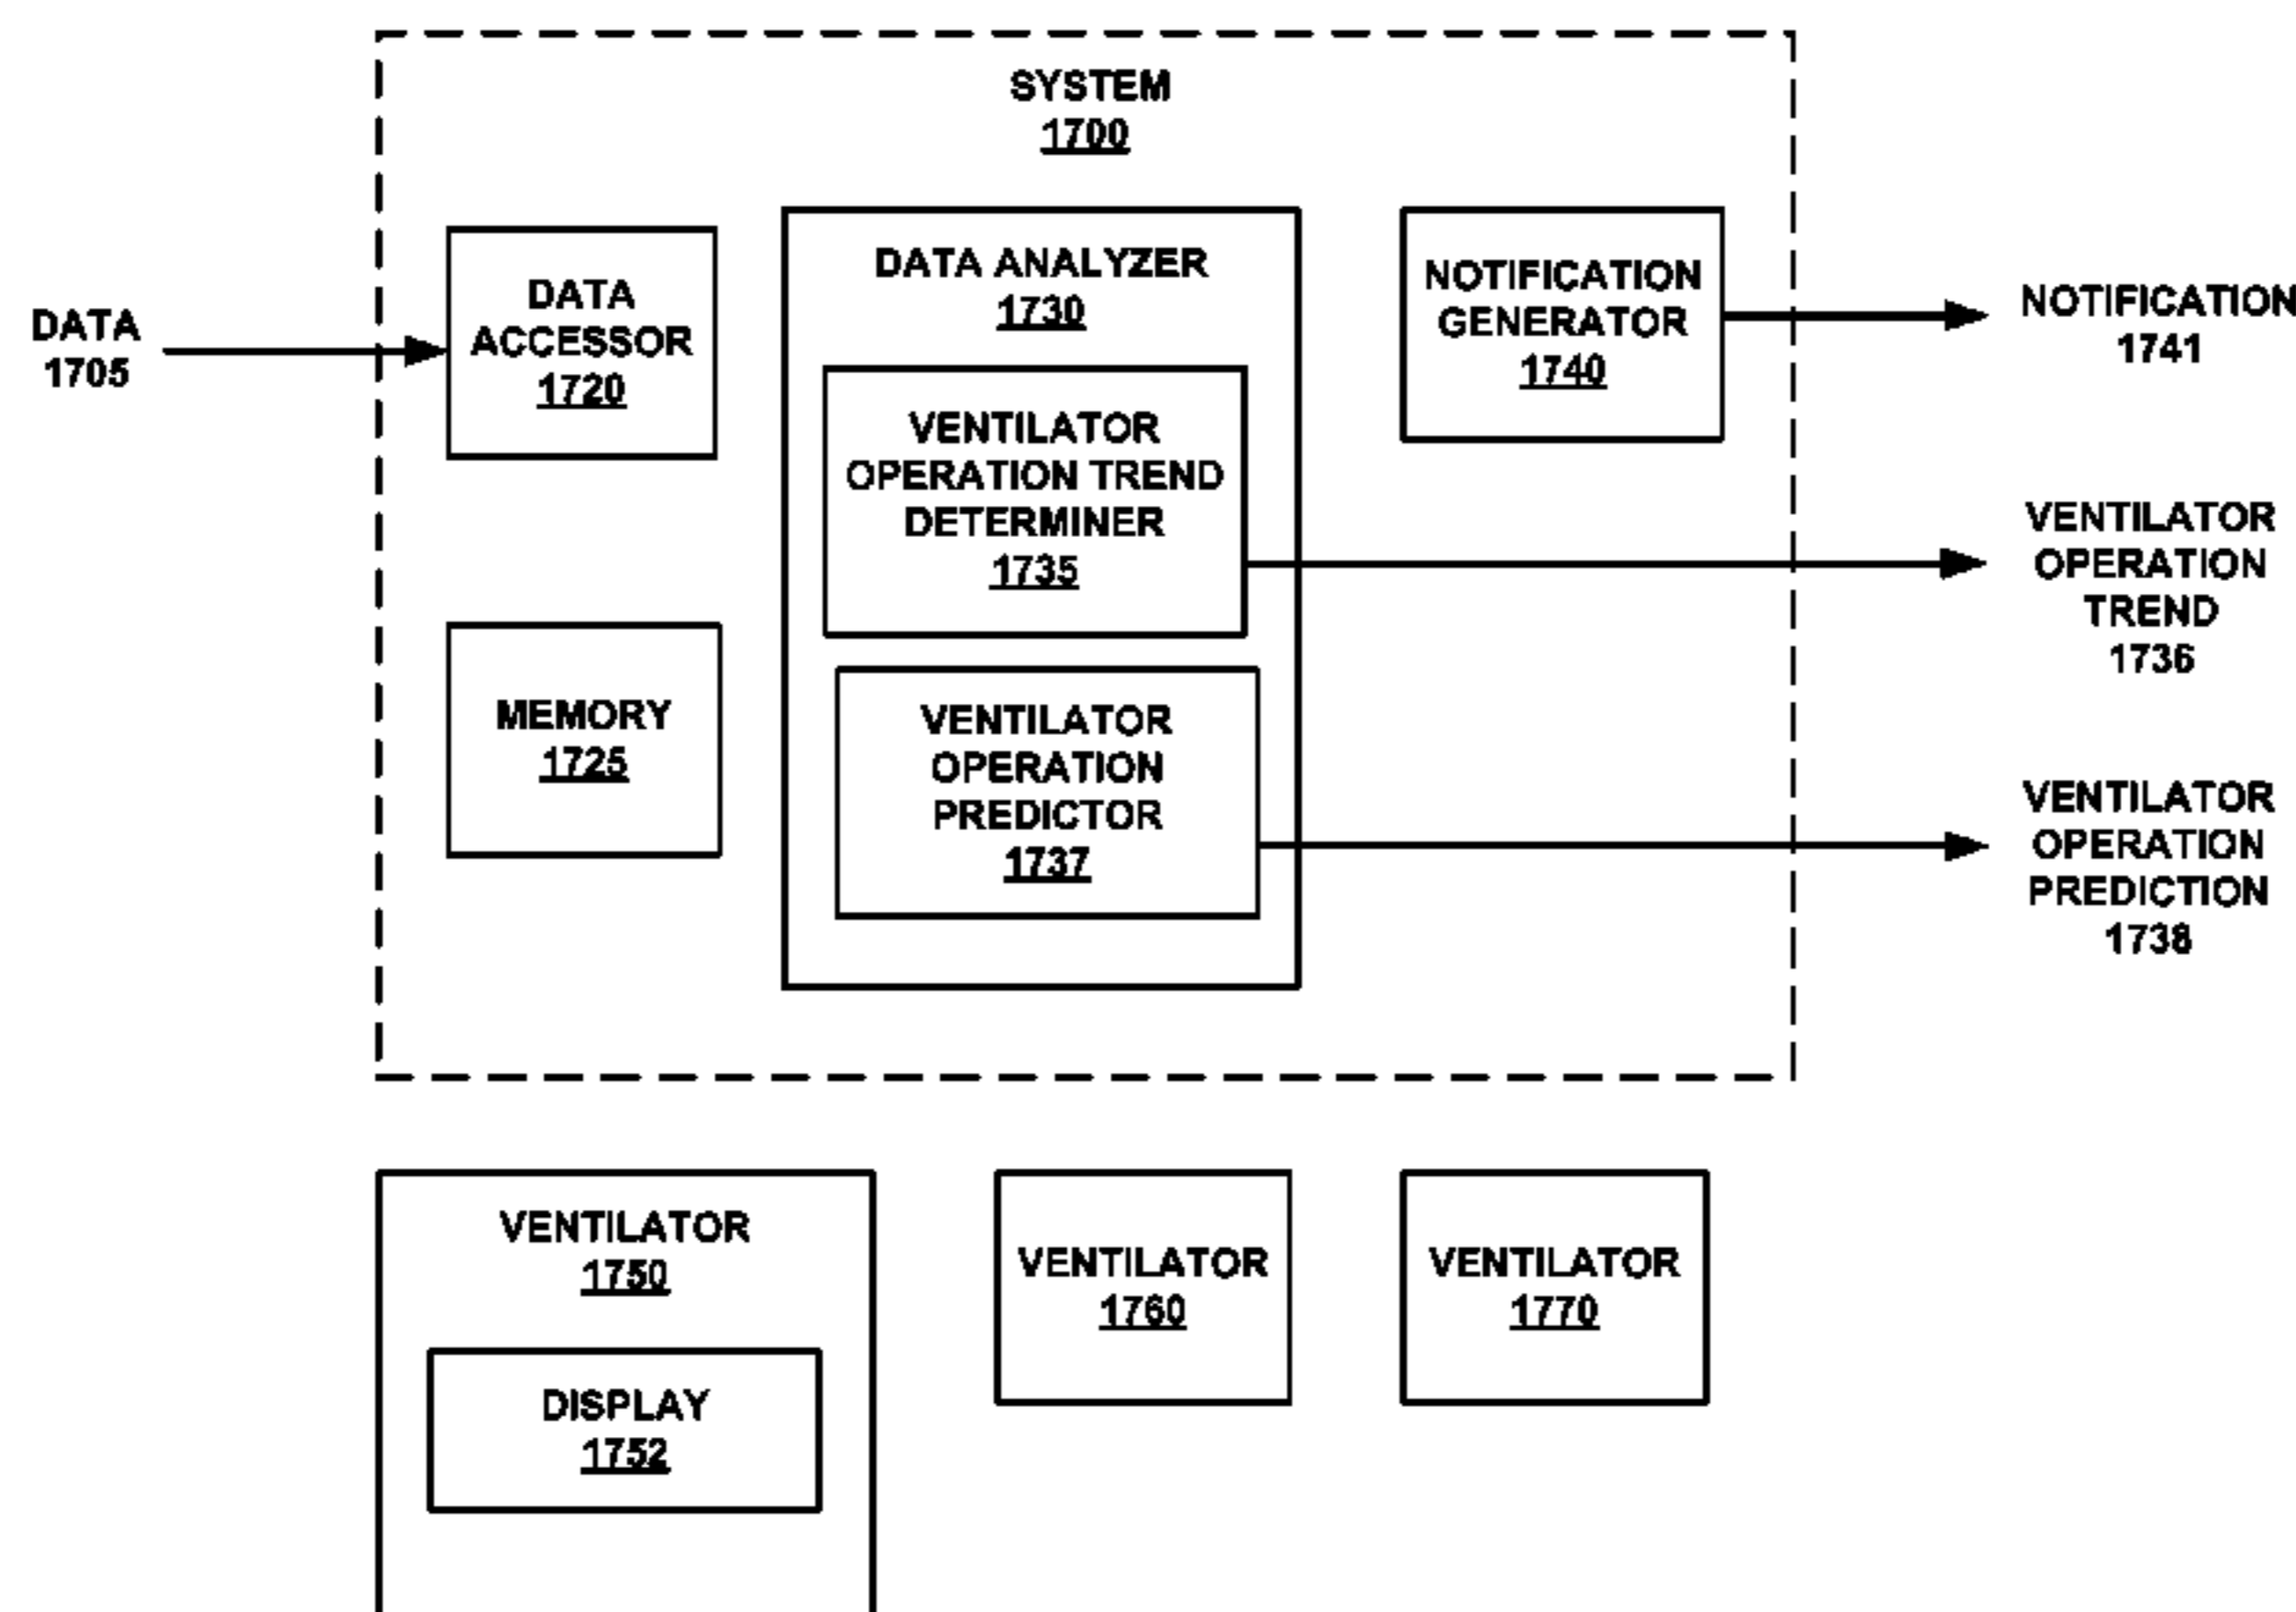 SYSTEM
1700
DATA
1705
DATA
ACCESSOR
1720
DATA ANALYZER
1730
VENTILATOR
OPERATION TREND
DETERMINER
1735
NOTIFICATION
GENERATOR
1740
NOTIFICATION
1741
VENTILATOR
OPERATION
TREND
1736
MEMORY
1725
VENTILATOR
OPERATION
PREDICTOR
1737
VENTILATOR
OPERATION
PREDICTION
1738
VENTILATOR
1750
DISPLAY
1752
VENTILATOR
1760
VENTILATOR
1770